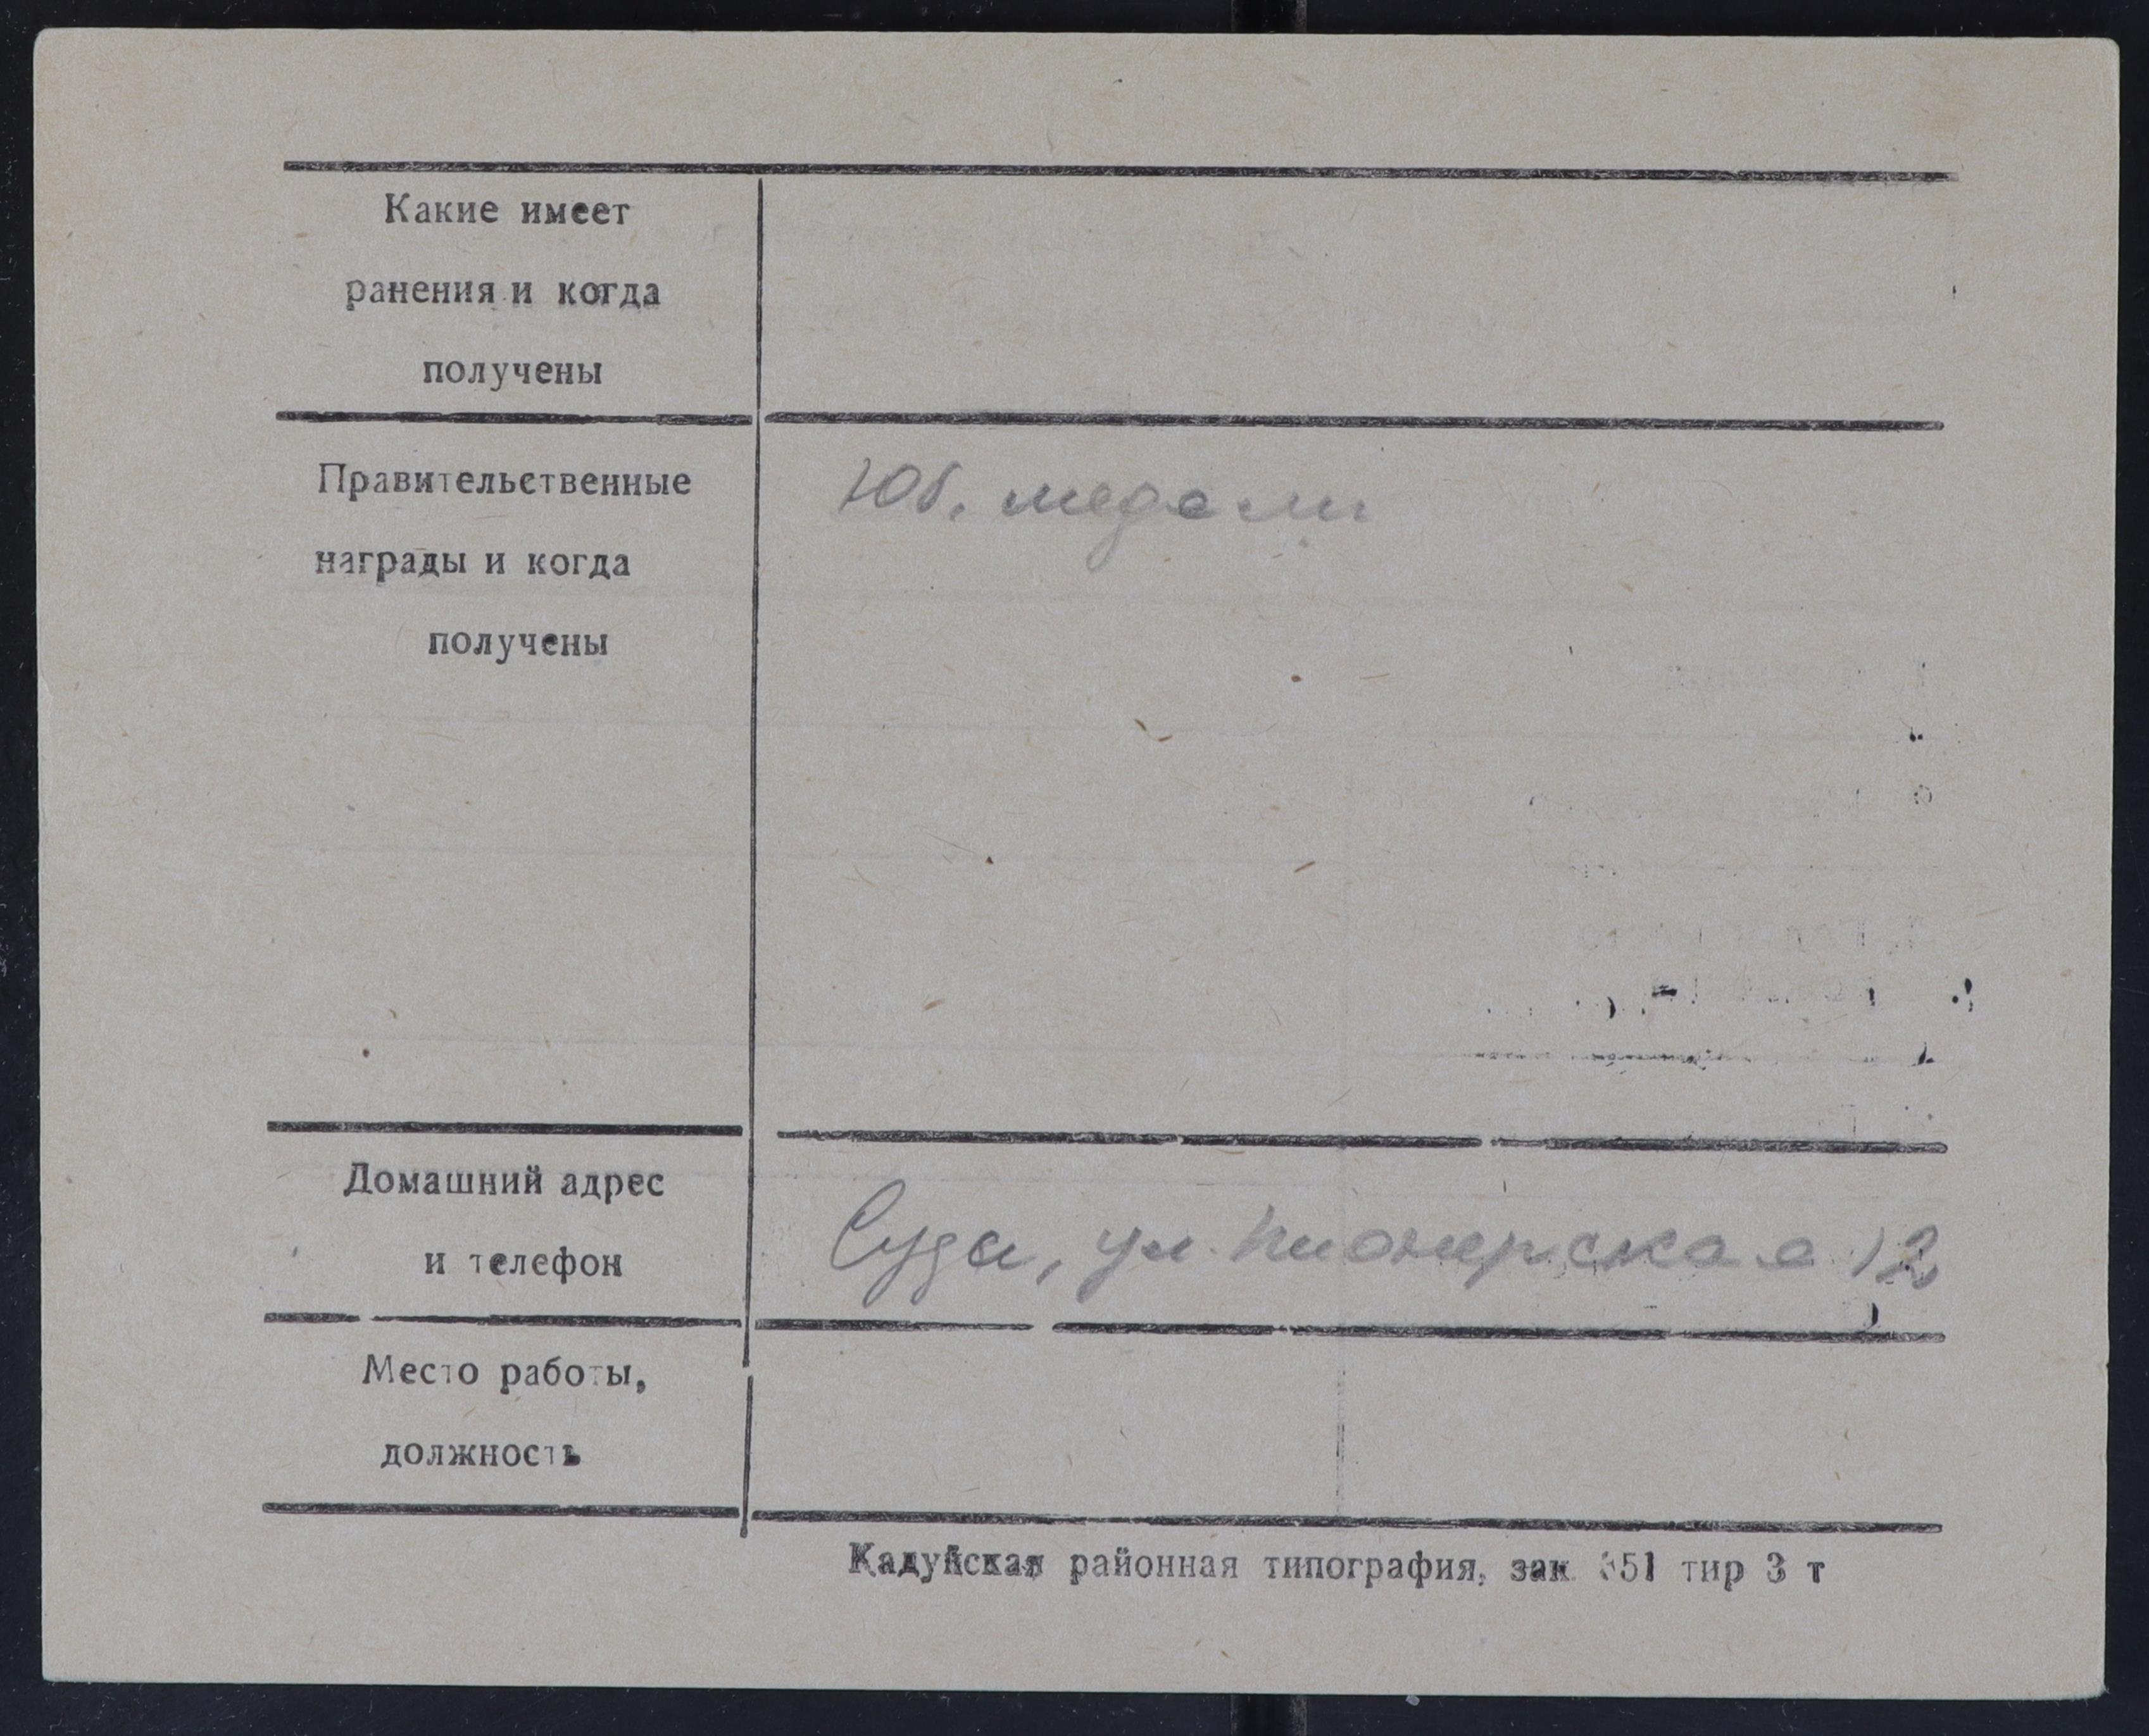 Какие имеет
ранения и когда
получены
Правительственные
награды и когда
получены
Юб. медали
Домашний адрес
и телефон
Суда, ул. Пионерская 12
Место работы,
должность
Кадуйская районная типография, зак. 351 тир 3 т